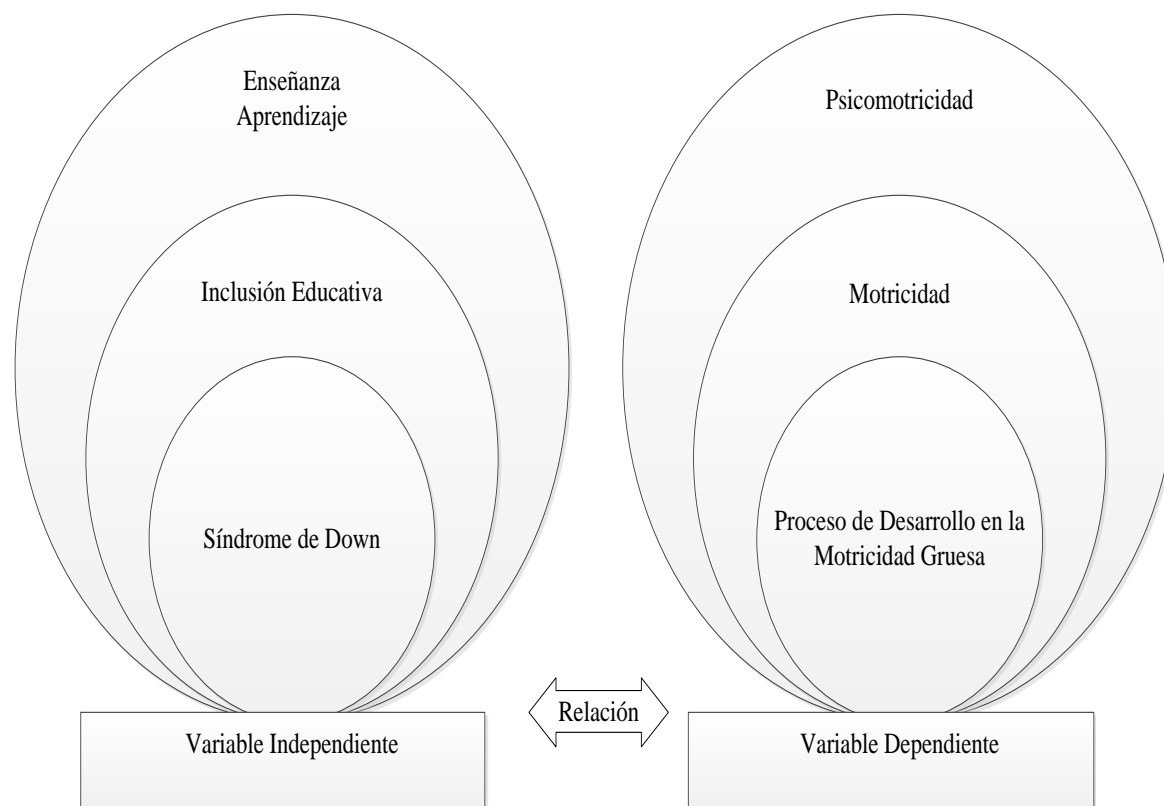 Enseñanza
Aprendizaje
Inclusión Educativa
Síndrome de Down
Variable Independiente
Relación
Psicomotricidad
Motricidad
Proceso de Desarrollo en la
Motricidad Gruesa
Variable Dependiente